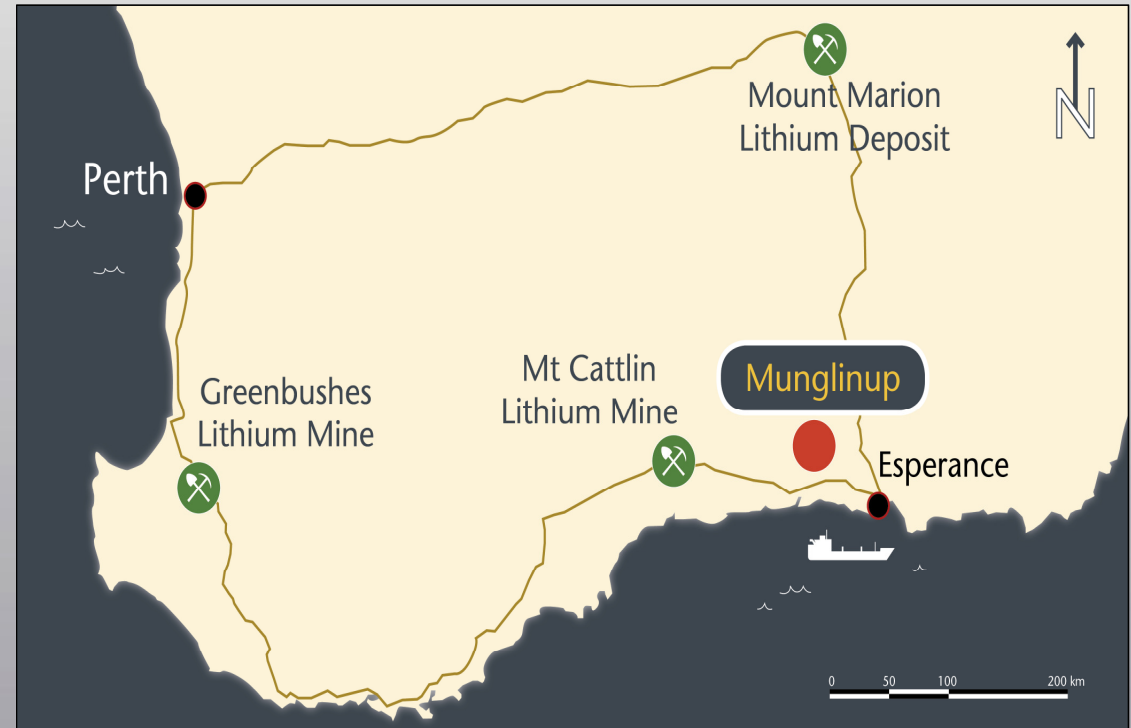 Mount Marion
Lithium Deposit
N
Perth
Mt Cattlin
Lithium Mine
Munglinup
Greenbushes
Lithium Mine
Esperance
0 50 100 200 km